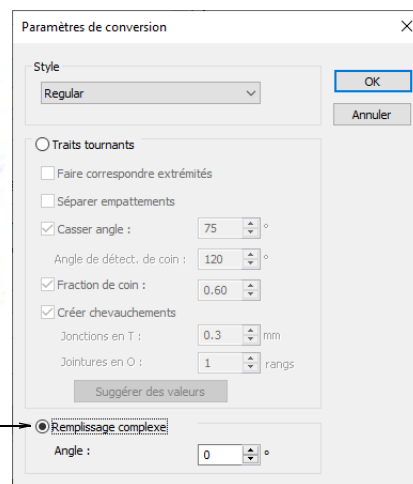 Paramètres de conversion
Style
Regular
OK
Annuler
Traits tournants
Faire correspondre extrémités
Séparer empattements
Casser angle : 75 °
Angle de détect. de coin : 120 °
Fraction de coin : 0.60
Créer chevauchements
Jonctions en T : 0.3 mm
Jointures en O : 1 rangs
Suggérer des valeurs
Remplissage complexe
Angle : 0 °